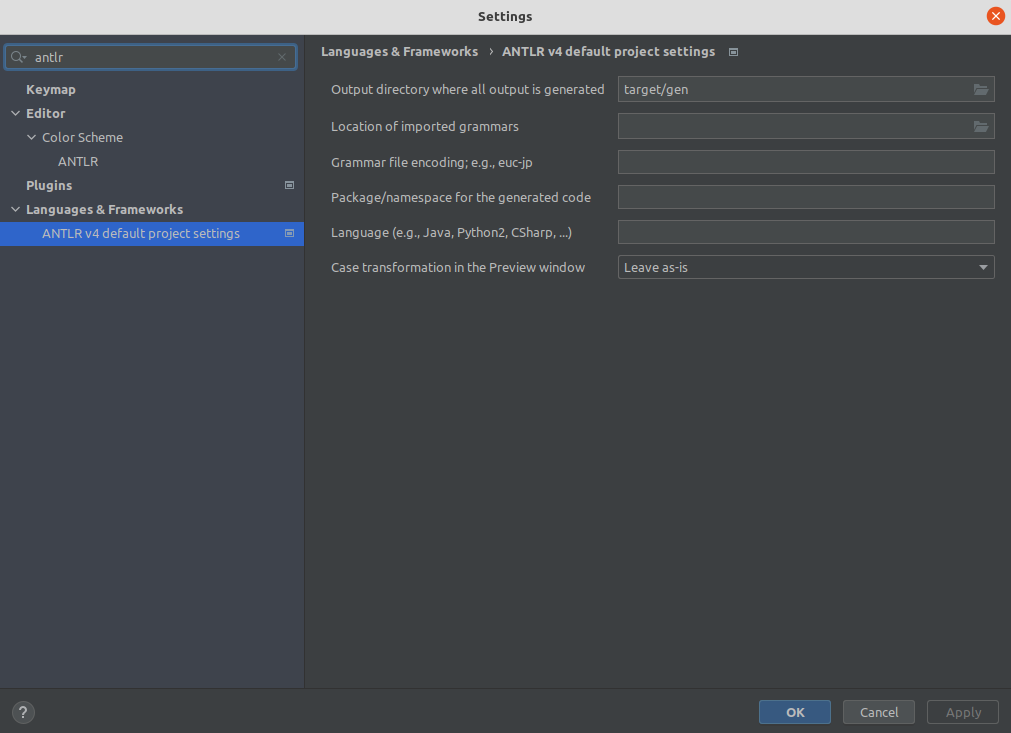 Settings
antlr
Keymap
Editor
Color Scheme
ANTLR
Plugins
Languages & Frameworks
ANTLR v4 default project settings
Languages & Frameworks › ANTLR v4 default project settings
Output directory where all output is generated target/gen
Location of imported grammars
Grammar file encoding; e.g., euc-jp
Package/namespace for the generated code
Language (e.g., Java, Python2, CSharp, ...)
Case transformation in the Preview window Leave as-is
? OK Cancel Apply